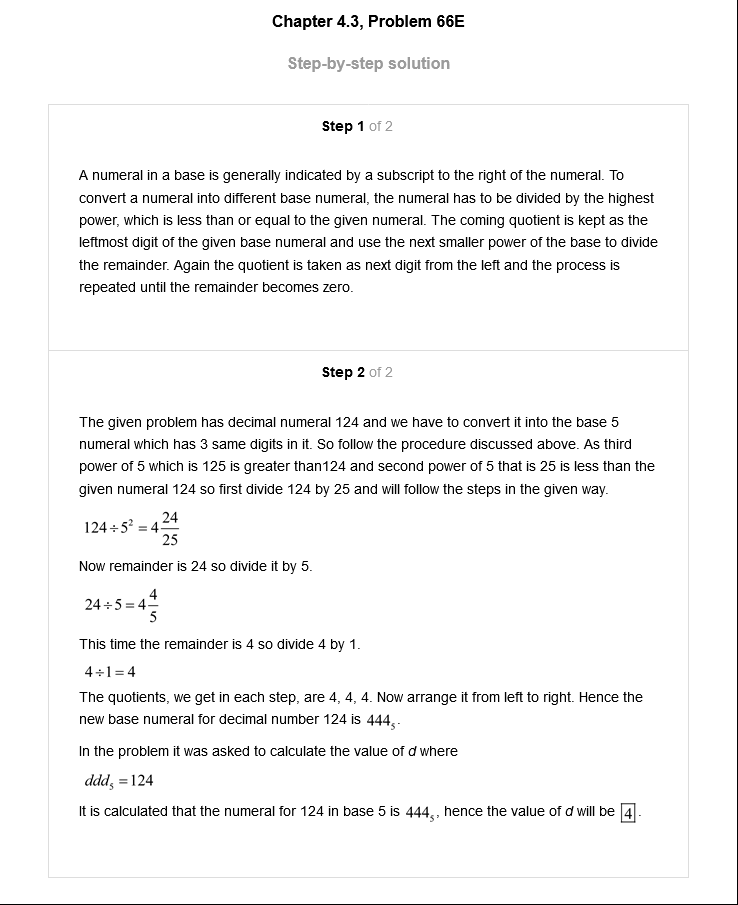 Chapter 4.3, Problem 66E
Step-by-step solution
Step 1 of 2
A numeral in a base is generally indicated by a subscript to the right of the numeral. To
convert a numeral into different base numeral, the numeral has to be divided by the highest
power, which is less than or equal to the given numeral. The coming quotient is kept as the
leftmost digit of the given base numeral and use the next smaller power of the base to divide
the remainder. Again the quotient is taken as next digit from the left and the process is
repeated until the remainder becomes zero.
Step 2 of 2
The given problem has decimal numeral 124 and we have to convert it into the base 5
numeral which has 3 same digits in it. So follow the procedure discussed above. As third
power of 5 which is 125 is greater than124 and second power of 5 that is 25 is less than the
given numeral 124 so first divide 124 by 25 and will follow the steps in the given way.
124 ÷ 5² = 4 24/25
Now remainder is 24 so divide it by 5.
24 ÷ 5 = 4 4/5
This time the remainder is 4 so divide 4 by 1.
4 ÷ 1 = 4
The quotients, we get in each step, are 4, 4, 4. Now arrange it from left to right. Hence the
new base numeral for decimal number 124 is 444₅.
In the problem it was asked to calculate the value of d where
ddd₅ = 124
It is calculated that the numeral for 124 in base 5 is 444₅, hence the value of d will be 4.